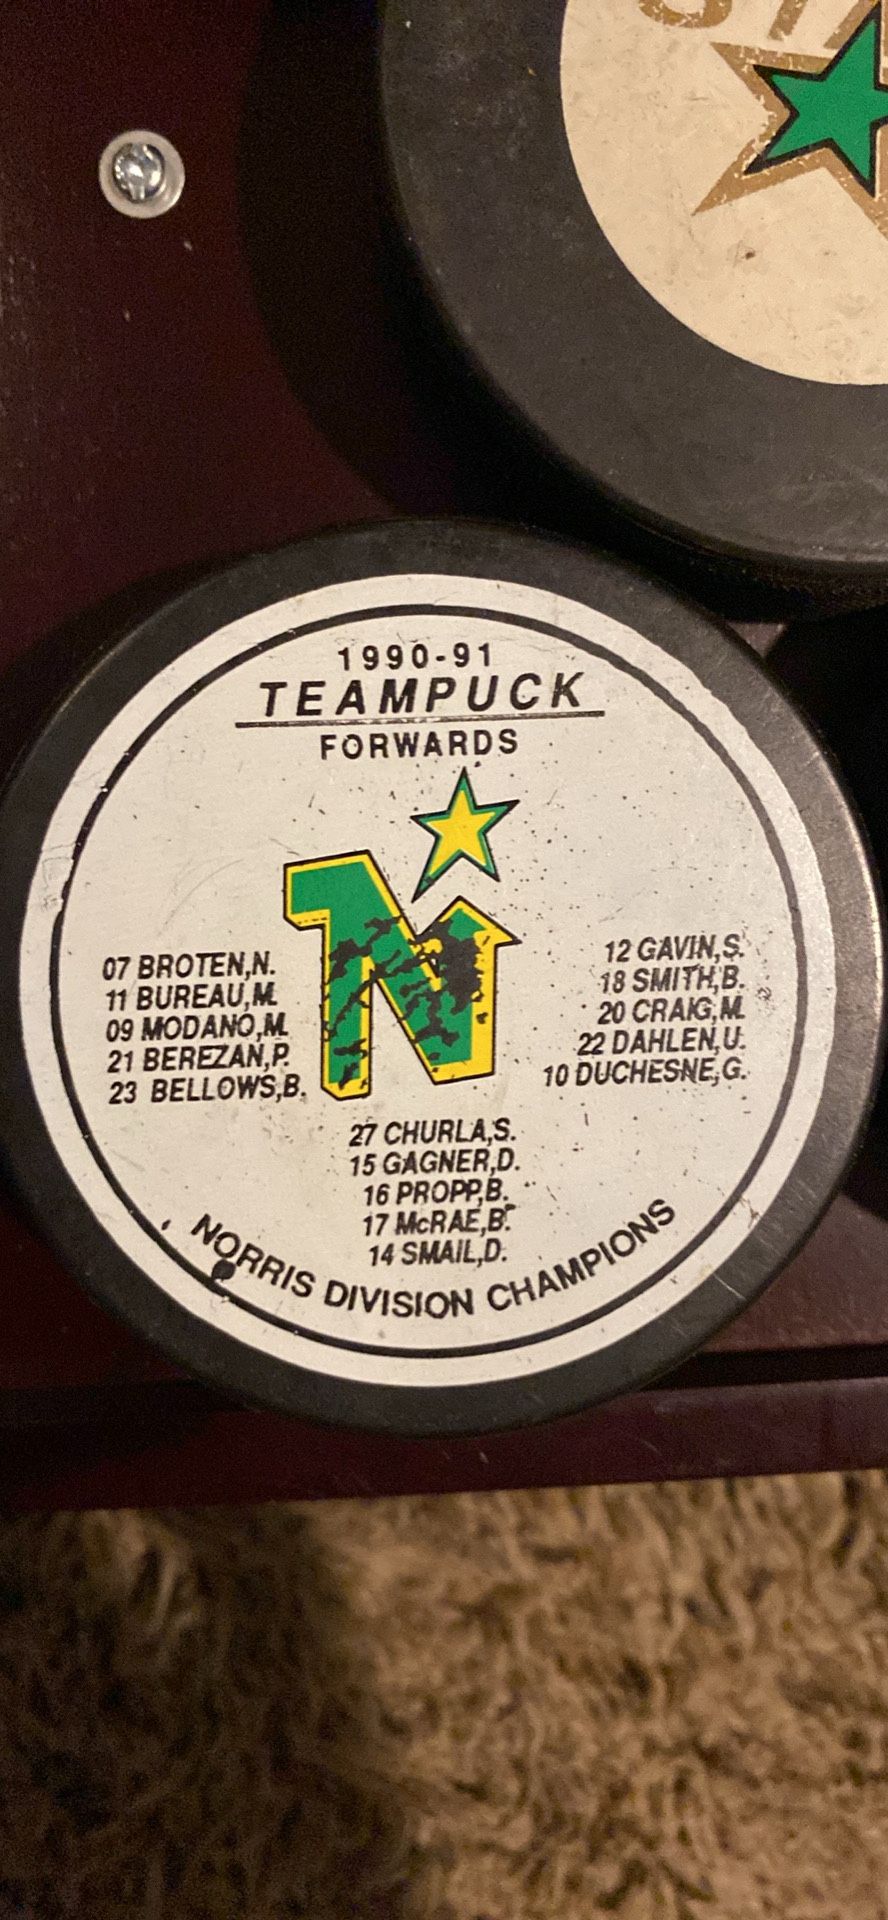 STA
1990-91
TEAMPUCK
FORWARDS
N
07 BROTEN,N.
11 BUREAU,M.
09 MODANO,M.
21 BEREZAN,P.
23 BELLOWS,B.
12 GAVIN,S.
18 SMITH,B.
20 CRAIG,M.
22 DAHLEN,U.
10 DUCHESNE,G.
27 CHURLA,S.
15 GAGNER,D.
16 PROPP,B.
17 McRAE,B.
14 SMAIL,D.
NORRIS DIVISION CHAMPIONS